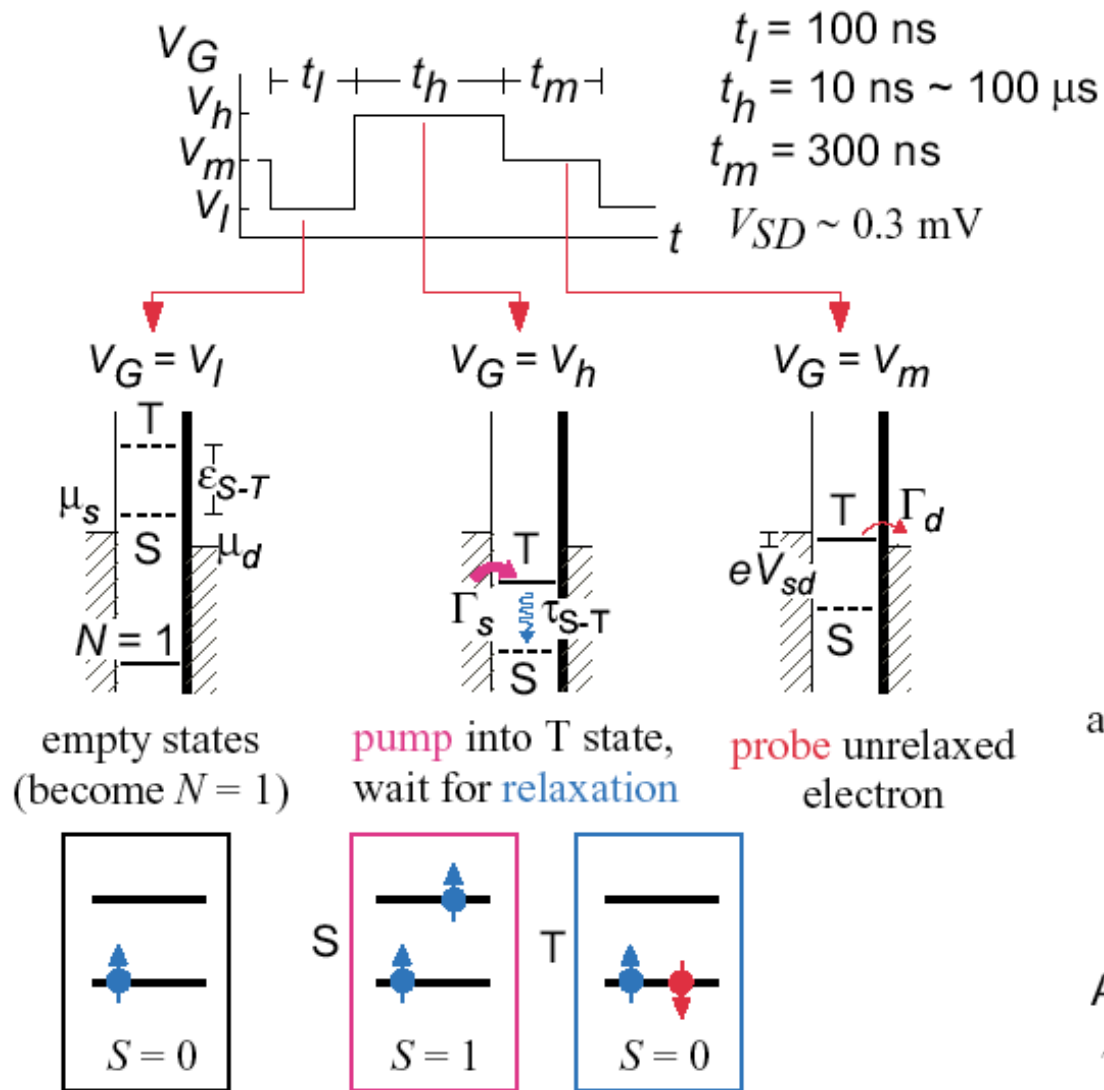 V_G
t_l t_h t_m
V_h
V_m
V_l
t
t_l = 100 ns
t_h = 10 ns ~ 100 μs
t_m = 300 ns
V_SD ~ 0.3 mV
V_G = V_l
T
ε_S-T
μ_s
S
μ_d
N = 1
empty states
(become N = 1)
V_G = V_h
T
Γ_s
τ_S-T
S
pump into T state,
wait for relaxation
V_G = V_m
T
Γ_d
eV_sd
S
probe unrelaxed
electron
a
S = 0
S
S = 1
T
S = 0
A